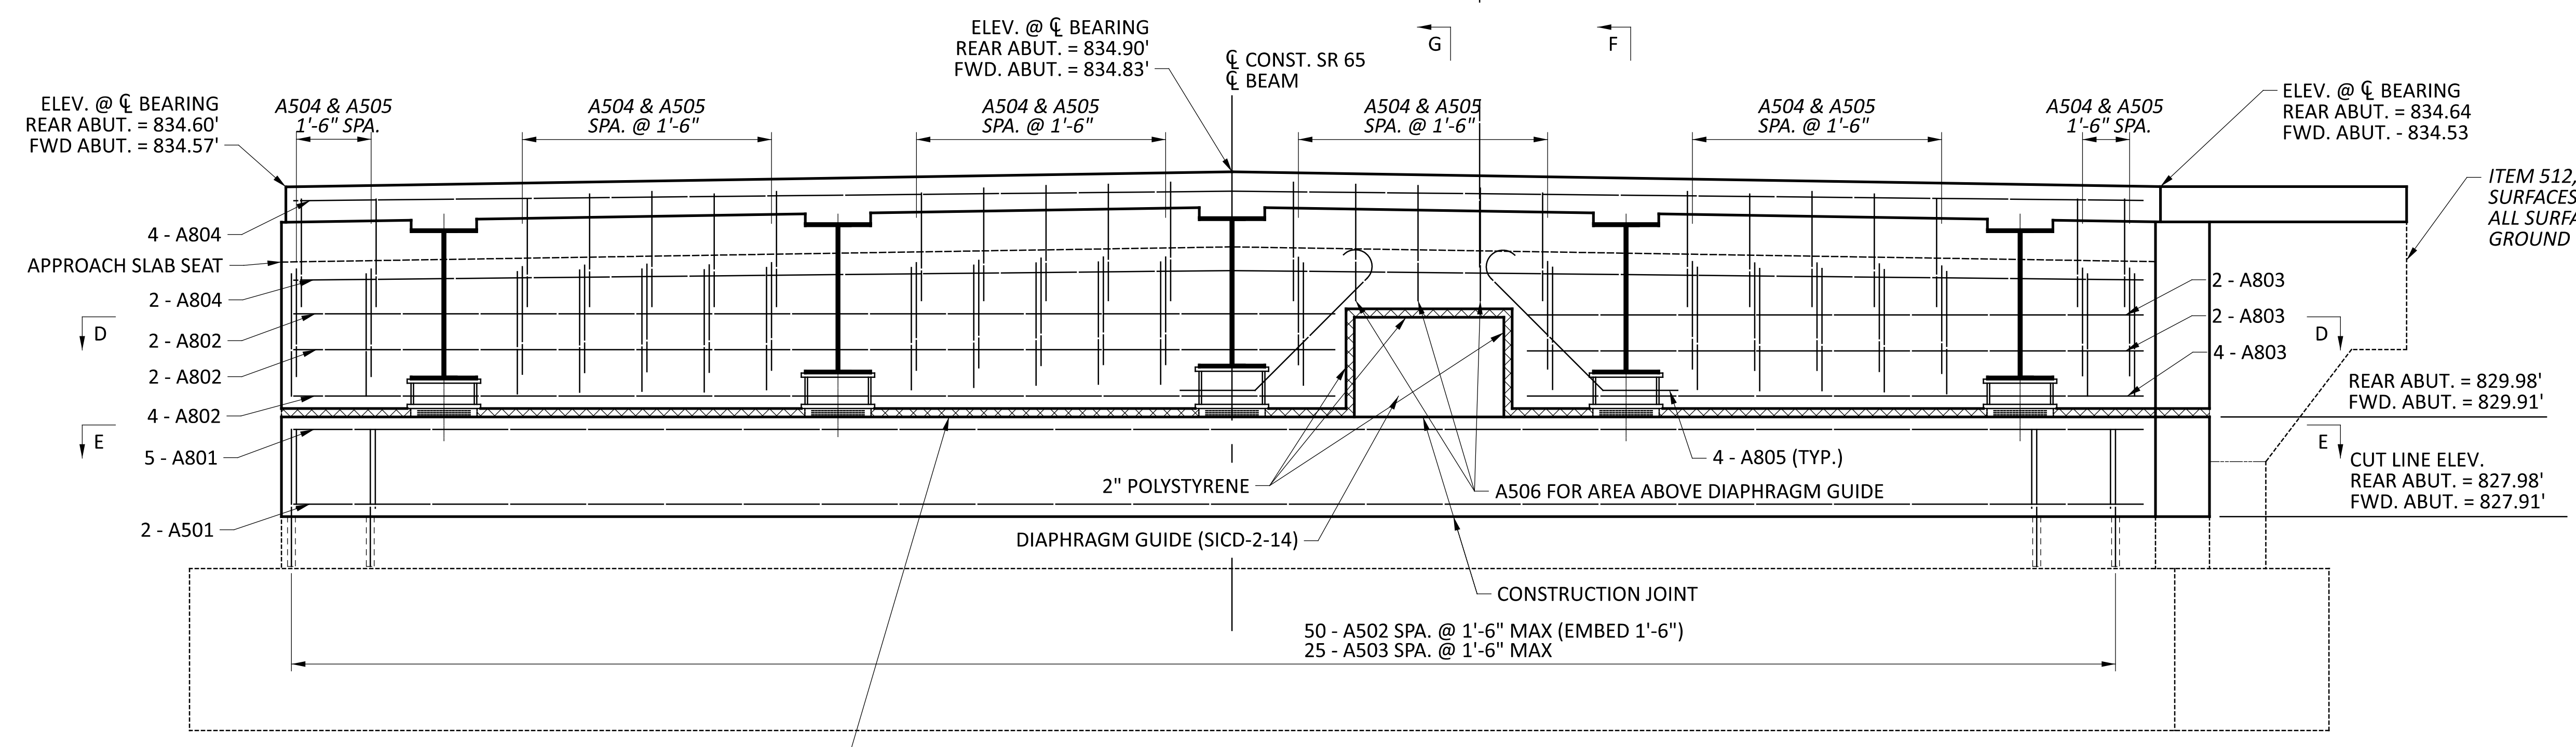 ELEV. @ ℄ BEARING
REAR ABUT. = 834.90'
FWD. ABUT. = 834.83'
℄ CONST. SR 65
℄ BEAM
G
F
ELEV. @ ℄ BEARING
REAR ABUT. = 834.60'
FWD ABUT. = 834.57'
A504 & A505
1'-6" SPA.
A504 & A505
SPA. @ 1'-6"
A504 & A505
SPA. @ 1'-6"
A504 & A505
SPA. @ 1'-6"
A504 & A505
SPA. @ 1'-6"
A504 & A505
1'-6" SPA.
ELEV. @ ℄ BEARING
REAR ABUT. = 834.64
FWD. ABUT. - 834.53
ITEM 512,
SURFACES
ALL SURFA
GROUND
4 - A804
APPROACH SLAB SEAT
2 - A804
D
2 - A802
2 - A802
4 - A802
E
5 - A801
2 - A501
2 - A803
2 - A803
D
4 - A803
REAR ABUT. = 829.98'
FWD. ABUT. = 829.91'
E
CUT LINE ELEV.
REAR ABUT. = 827.98'
FWD. ABUT. = 827.91'
4 - A805 (TYP.)
2" POLYSTYRENE
A506 FOR AREA ABOVE DIAPHRAGM GUIDE
DIAPHRAGM GUIDE (SICD-2-14)
CONSTRUCTION JOINT
50 - A502 SPA. @ 1'-6" MAX (EMBED 1'-6")
25 - A503 SPA. @ 1'-6" MAX